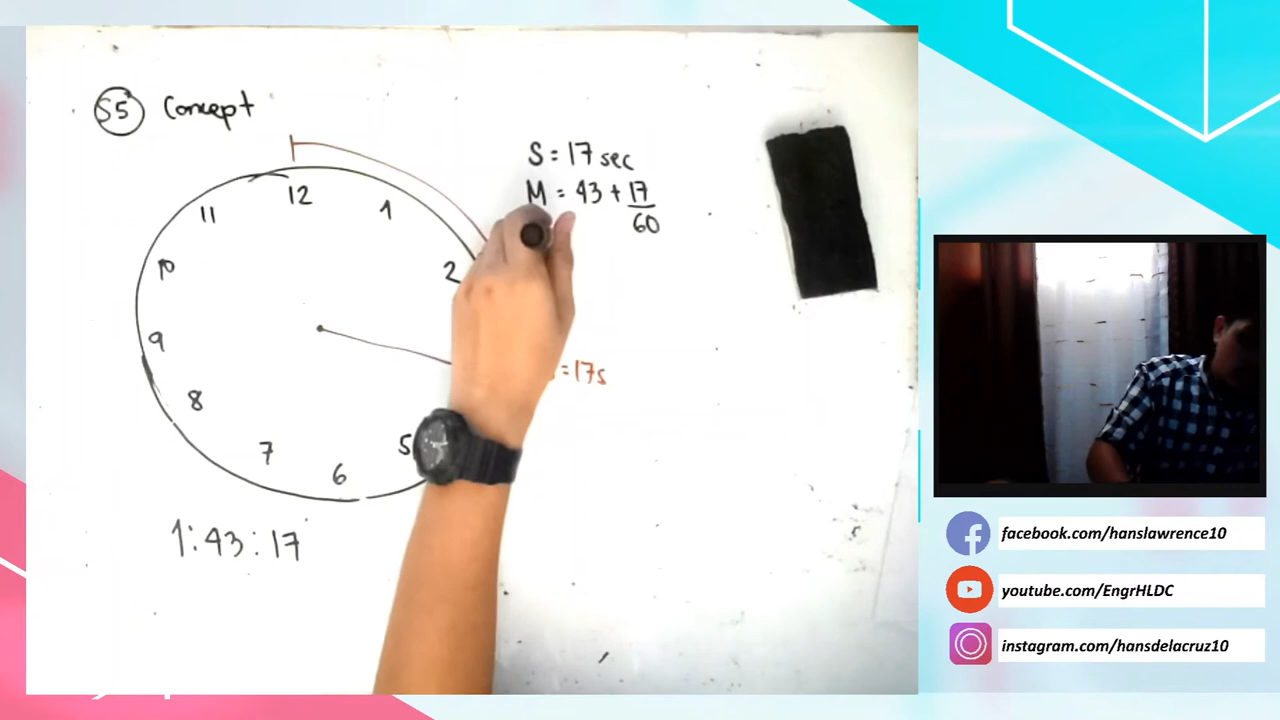 S5 Concept
S = 17 sec
M = 43 + 17/60
12
1
2
5
6
7
8
9
10
11
= 17s
1:43:17
facebook.com/hanslawrence10
youtube.com/EngrHLDC
instagram.com/hansdelacruz10